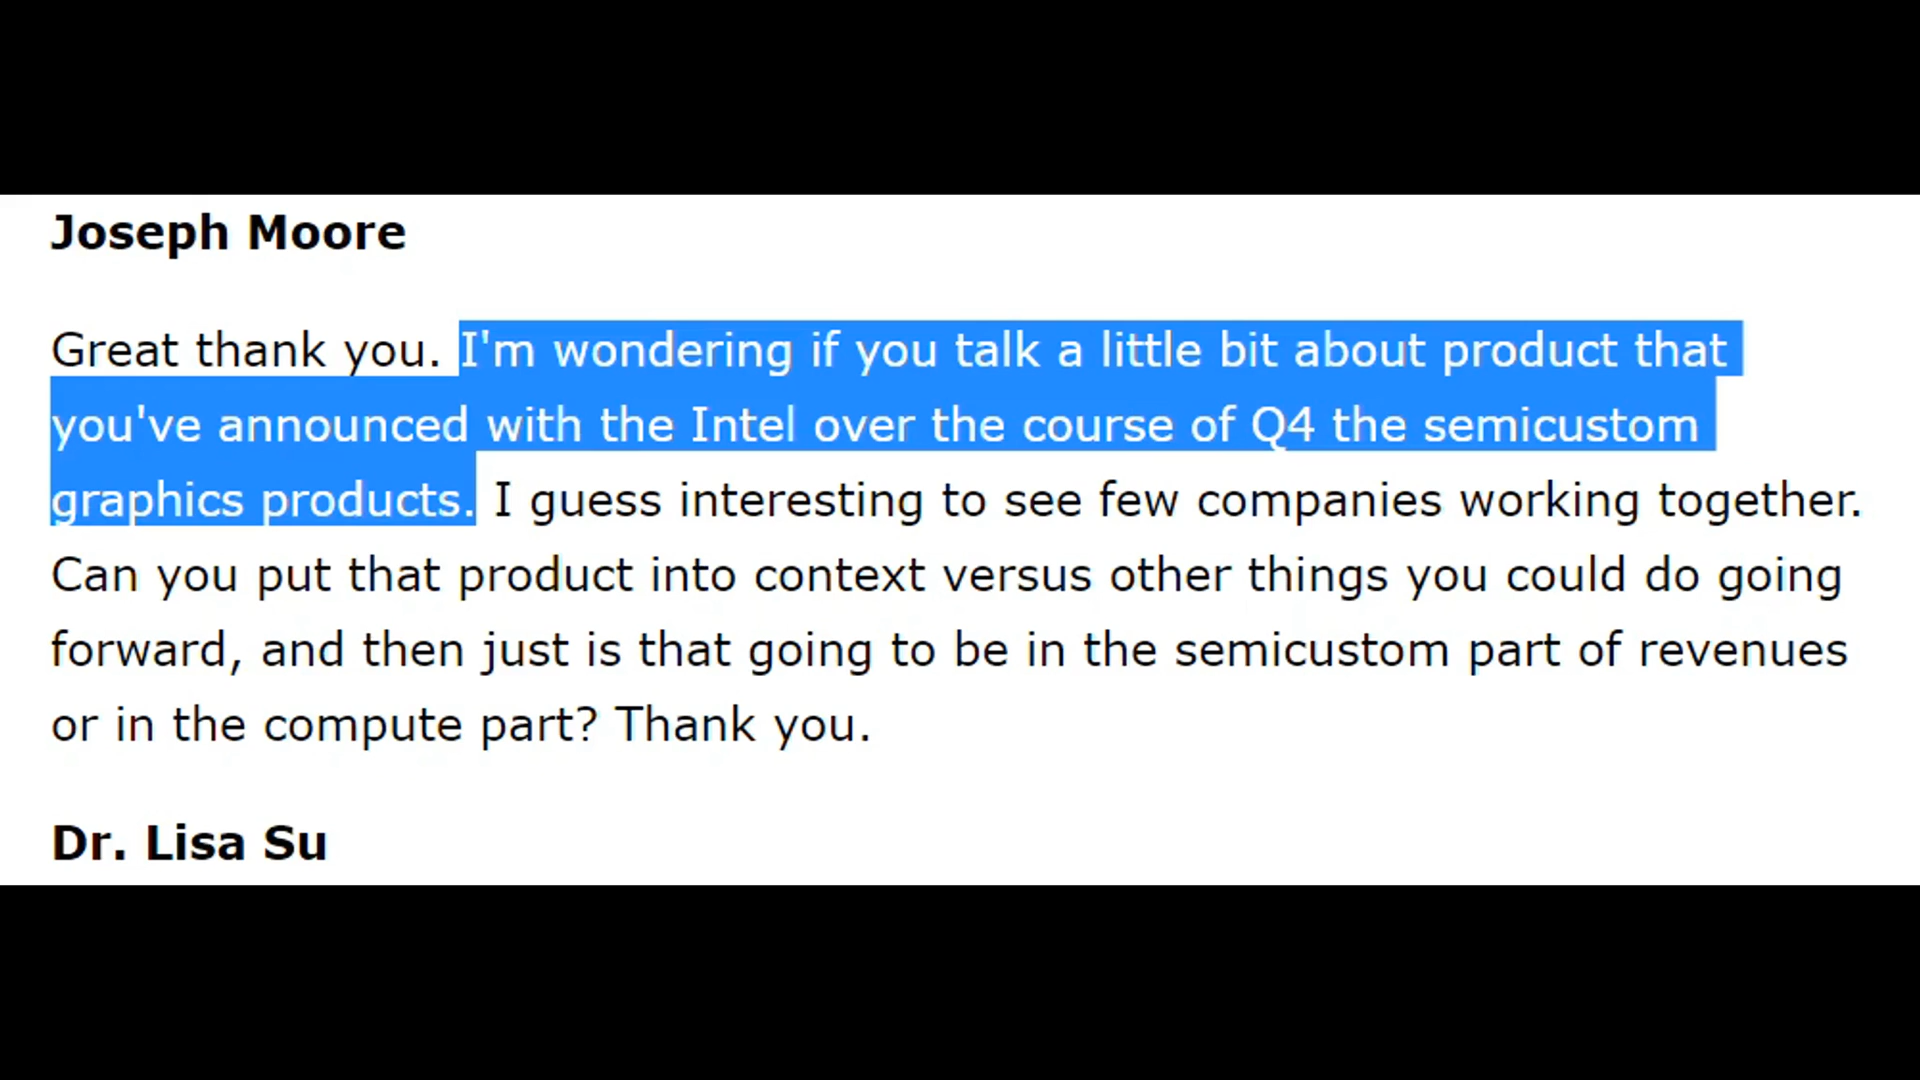 Joseph Moore
Great thank you. I'm wondering if you talk a little bit about product that
you've announced with the Intel over the course of Q4 the semicustom
graphics products. I guess interesting to see few companies working together.
Can you put that product into context versus other things you could do going
forward, and then just is that going to be in the semicustom part of revenues
or in the compute part? Thank you.
Dr. Lisa Su